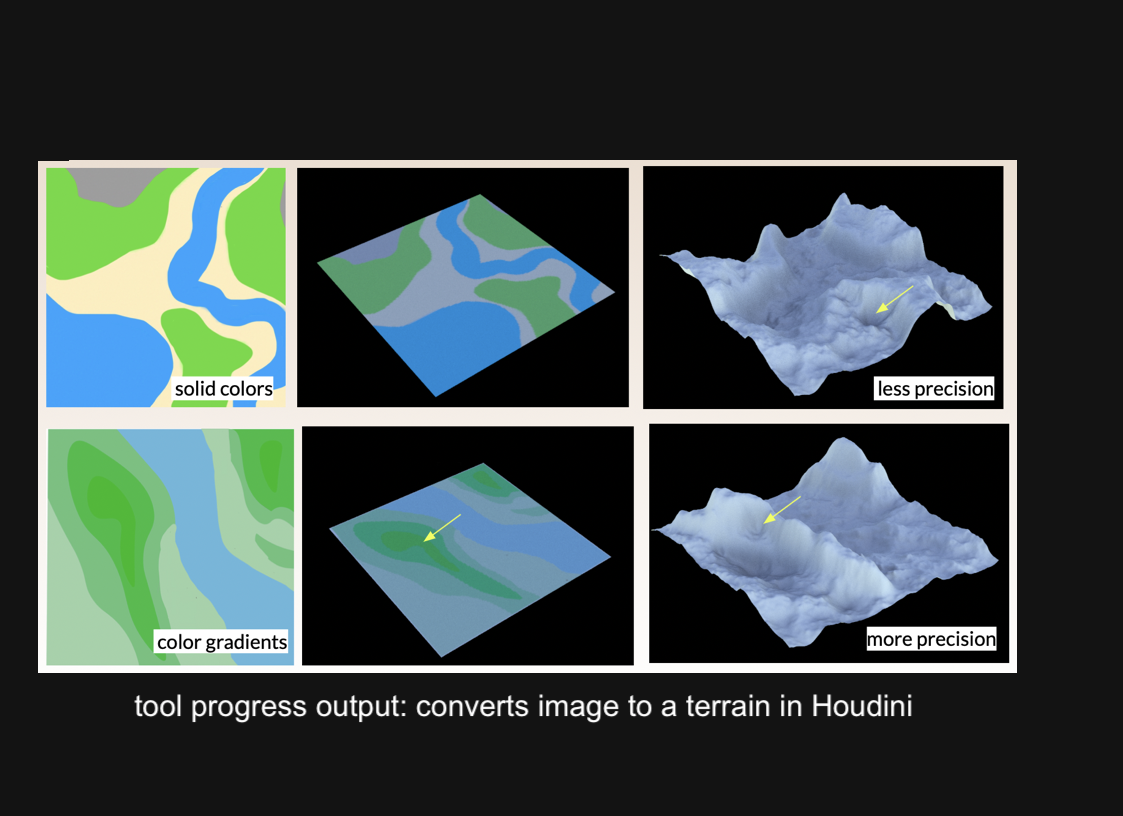 solid colors
less precision
color gradients
more precision
tool progress output: converts image to a terrain in Houdini